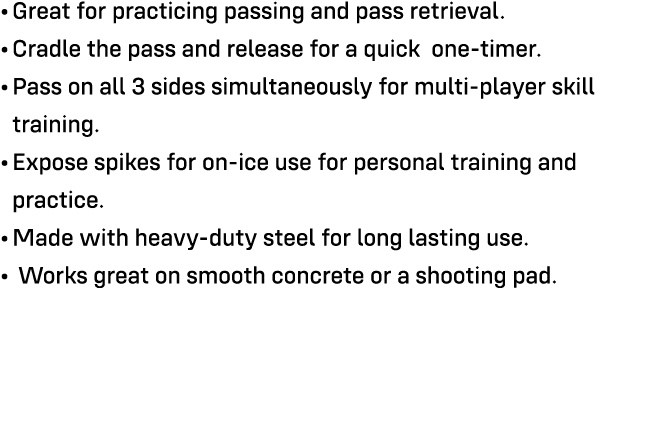 • Great for practicing passing and pass retrieval.
• Cradle the pass and release for a quick  one-timer.
• Pass on all 3 sides simultaneously for multi-player skill
training.
• Expose spikes for on-ice use for personal training and
practice.
• Made with heavy-duty steel for long lasting use.
•  Works great on smooth concrete or a shooting pad.